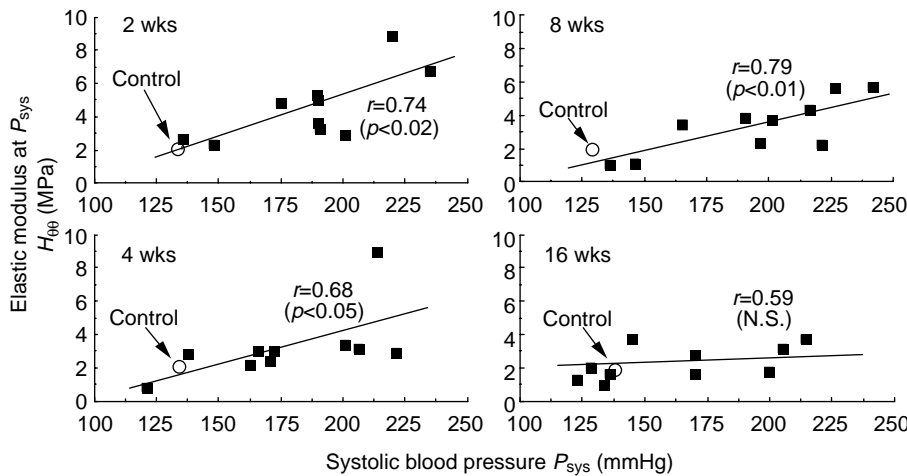 Elastic modulus at Psys
Hθθ (MPa)
2 wks
Control
r=0.74
(p<0.02)
10
8
6
4
2
0
100 125 150 175 200 225 250
8 wks
Control
r=0.79
(p<0.01)
10
8
6
4
2
0
100 125 150 175 200 225 250
4 wks
Control
r=0.68
(p<0.05)
10
8
6
4
2
0
100 125 150 175 200 225 250
16 wks
Control
r=0.59
(N.S.)
10
8
6
4
2
0
100 125 150 175 200 225 250
Systolic blood pressure Psys (mmHg)